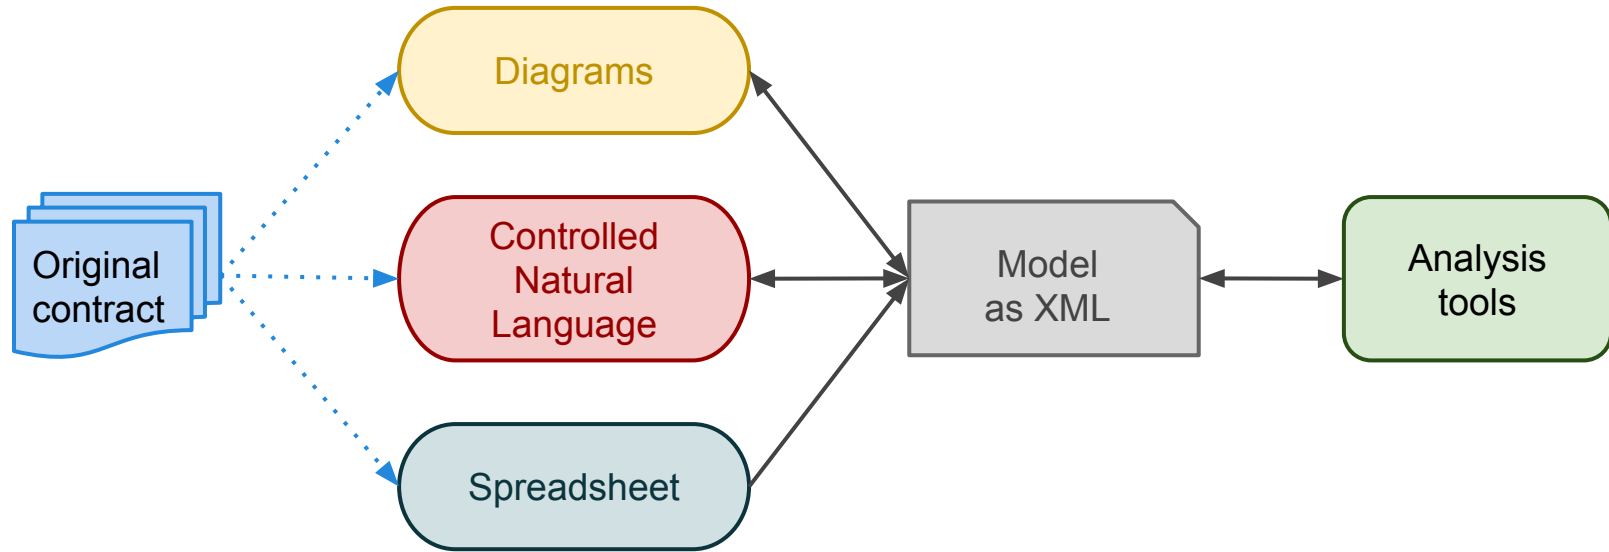 Diagrams
Original
contract
Controlled
Natural
Language
Spreadsheet
Model
as XML
Analysis
tools